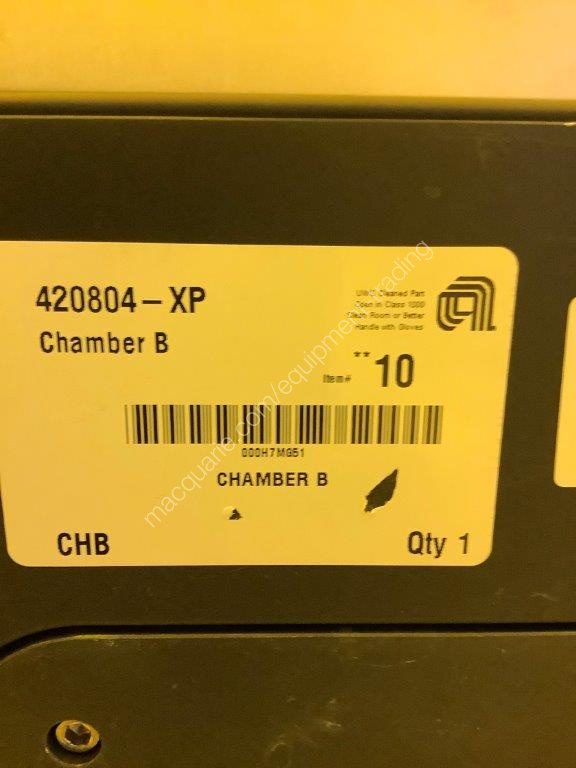 420804-XP
Chamber B
UWC Cleaned Part
Open in Class 1000
Clean Room or Better
Handle with Gloves
Item# **10
000H7MG51
CHAMBER B
CHB
Qty 1
macquarie.com/equipment-trading